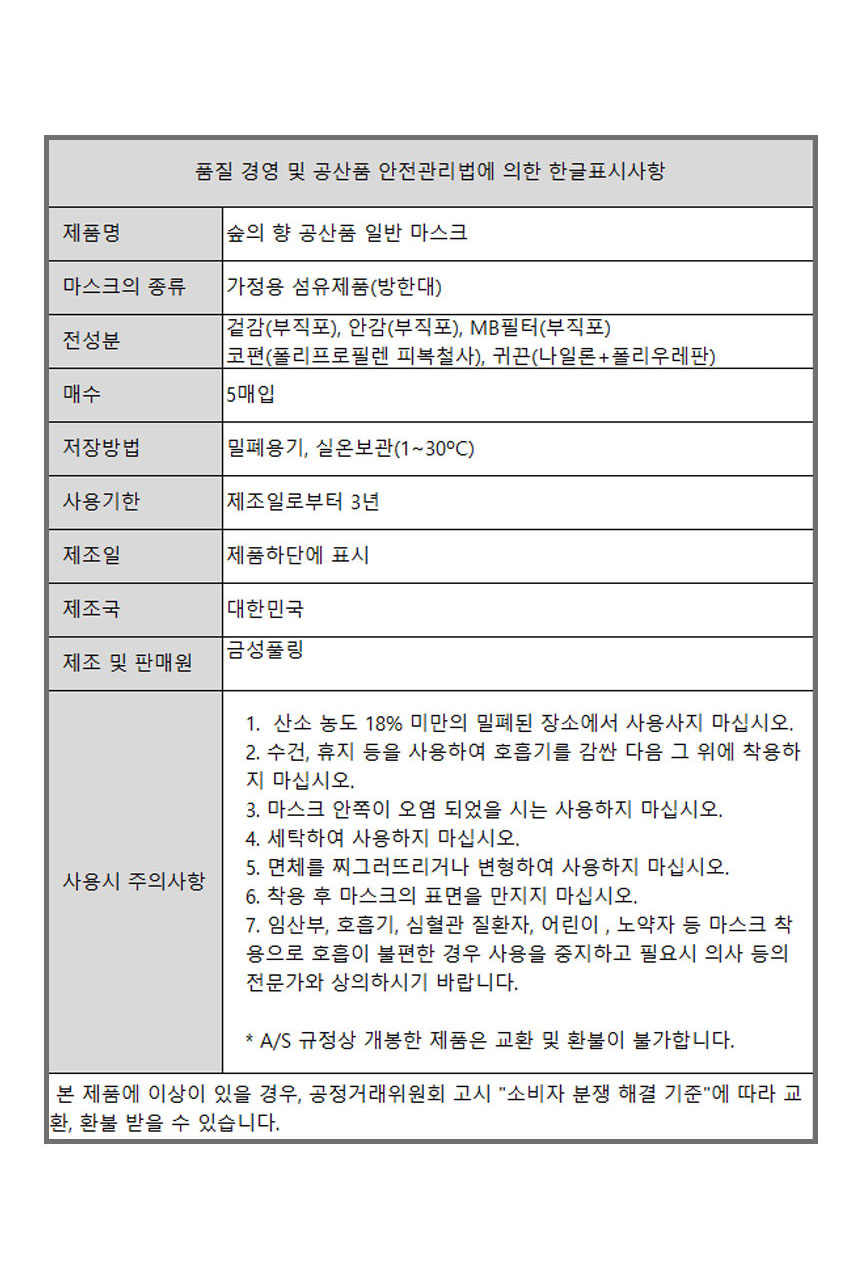 품질 경영 및 공산품 안전관리법에 의한 한글표시사항
제품명
숲의 향 공산품 일반 마스크
마스크의 종류
가정용 섬유제품(방한대)
전성분
겉감(부직포), 안감(부직포), MB필터(부직포)
코편(폴리프로필렌 피복철사), 귀끈(나일론+폴리우레판)
매수
5매입
저장방법
밀폐용기, 실온보관(1~30ºC)
사용기한
제조일로부터 3년
제조일
제품하단에 표시
제조국
대한민국
제조 및 판매원
금성풀링
사용시 주의사항
1. 산소 농도 18% 미만의 밀폐된 장소에서 사용사지 마십시오.
2. 수건, 휴지 등을 사용하여 호흡기를 감싼 다음 그 위에 착용하
지 마십시오.
3. 마스크 안쪽이 오염 되었을 시는 사용하지 마십시오.
4. 세탁하여 사용하지 마십시오.
5. 면체를 찌그러뜨리거나 변형하여 사용하지 마십시오.
6. 착용 후 마스크의 표면을 만지지 마십시오.
7. 임산부, 호흡기, 심혈관 질환자, 어린이 , 노약자 등 마스크 착
용으로 호흡이 불편한 경우 사용을 중지하고 필요시 의사 등의
전문가와 상의하시기 바랍니다.
* A/S 규정상 개봉한 제품은 교환 및 환불이 불가합니다.
본 제품에 이상이 있을 경우, 공정거래위원회 고시 "소비자 분쟁 해결 기준"에 따라 교
환, 환불 받을 수 있습니다.